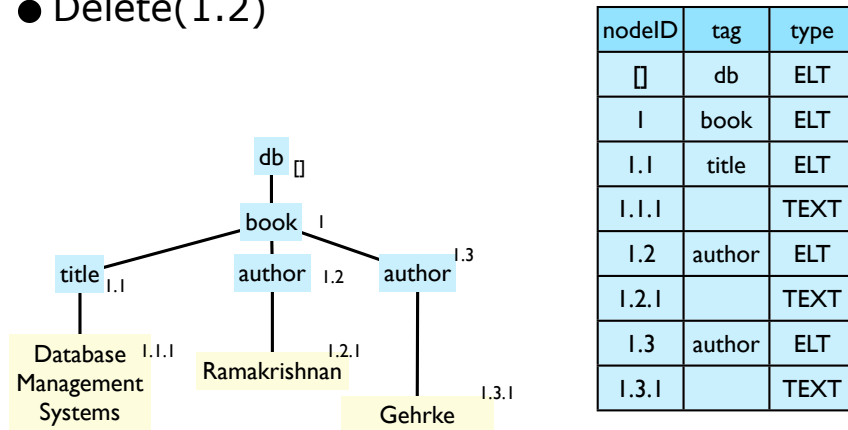 ● Delete(1.2)
db []
book 1
title 1.1
author 1.2
author 1.3
Database Management Systems 1.1.1
Ramakrishnan 1.2.1
Gehrke 1.3.1
nodeID tag type
[] db ELT
1 book ELT
1.1 title ELT
1.1.1 TEXT
1.2 author ELT
1.2.1 TEXT
1.3 author ELT
1.3.1 TEXT